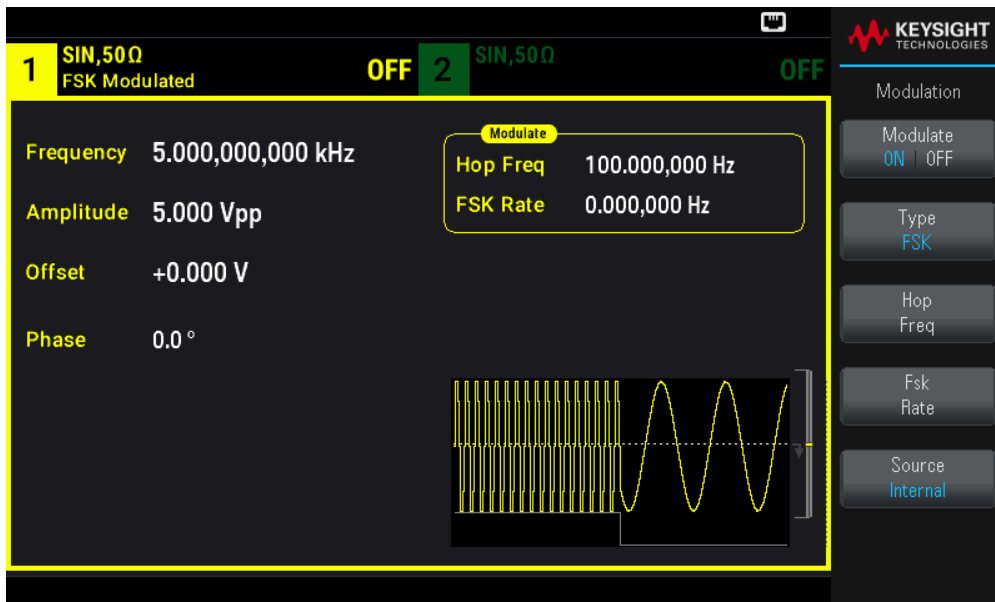 KEYSIGHT
TECHNOLOGIES
1
SIN,50Ω
FSK Modulated
OFF
2
SIN,50Ω
OFF
Modulation
Frequency 5.000,000,000 kHz
Amplitude 5.000 Vpp
Offset +0.000 V
Phase 0.0 °
Modulate
Hop Freq 100.000,000 Hz
FSK Rate 0.000,000 Hz
Modulate
ON | OFF
Type
FSK
Hop
Freq
Fsk
Rate
Source
Internal